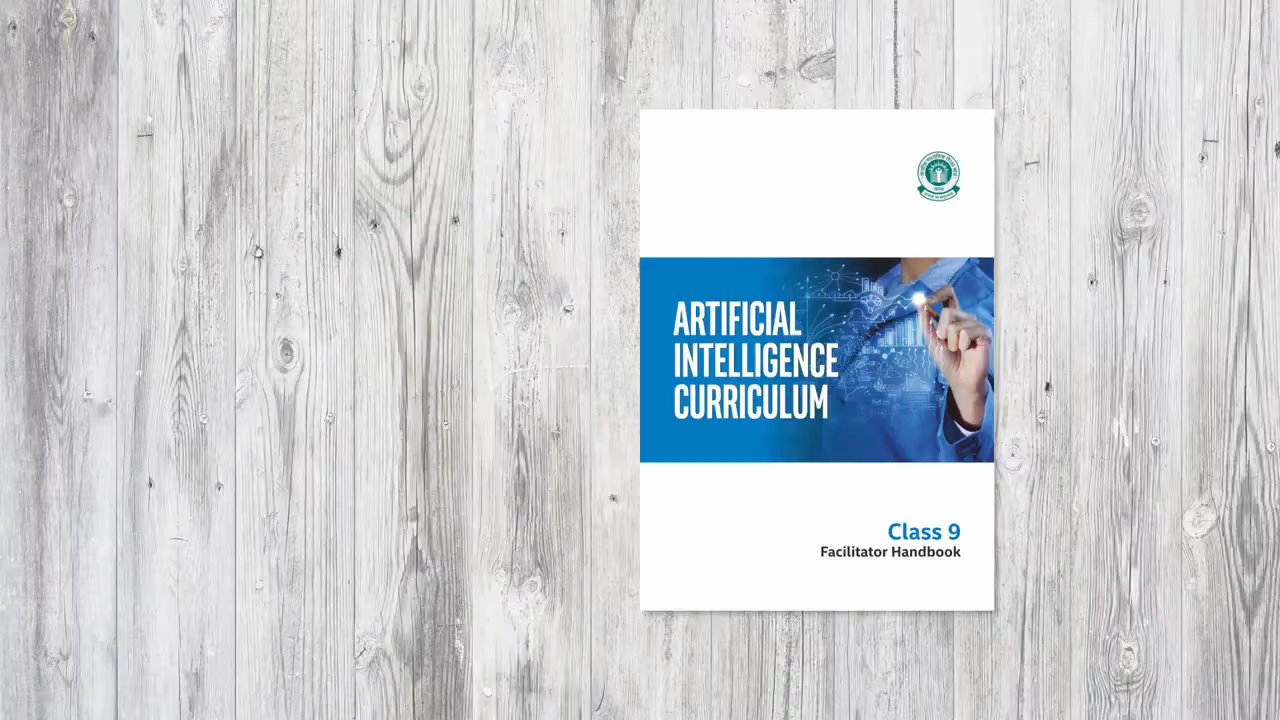 ARTIFICIAL
INTELLIGENCE
CURRICULUM
Class 9
Facilitator Handbook